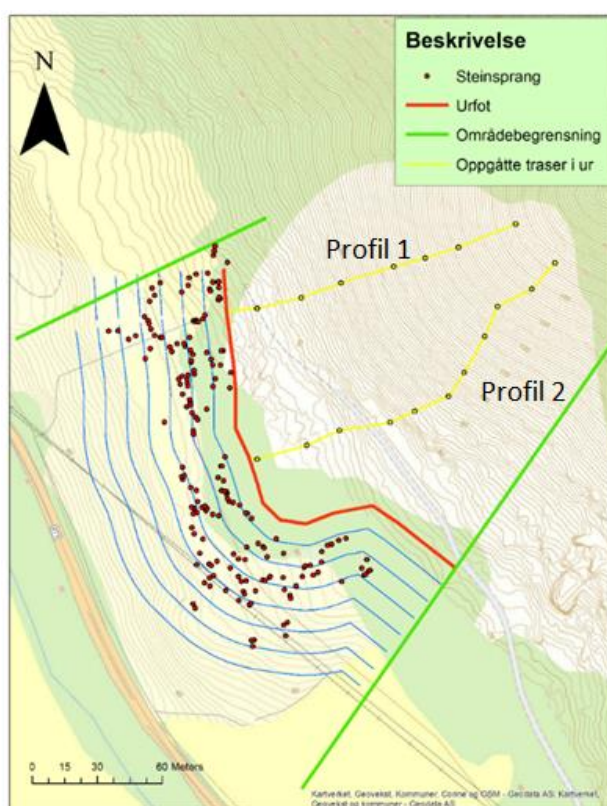 N
Beskrivelse
Steinsprang
Urfot
Områdebegrensning
Oppgåtte traser i ur
Profil 1
Profil 2
0 15 30 60 Meters
Kartverket, Geovekst, Kommuner, Corine og OSM - Geodata AS, Kartverket,
Geovekst og kommuner - Geodata AS